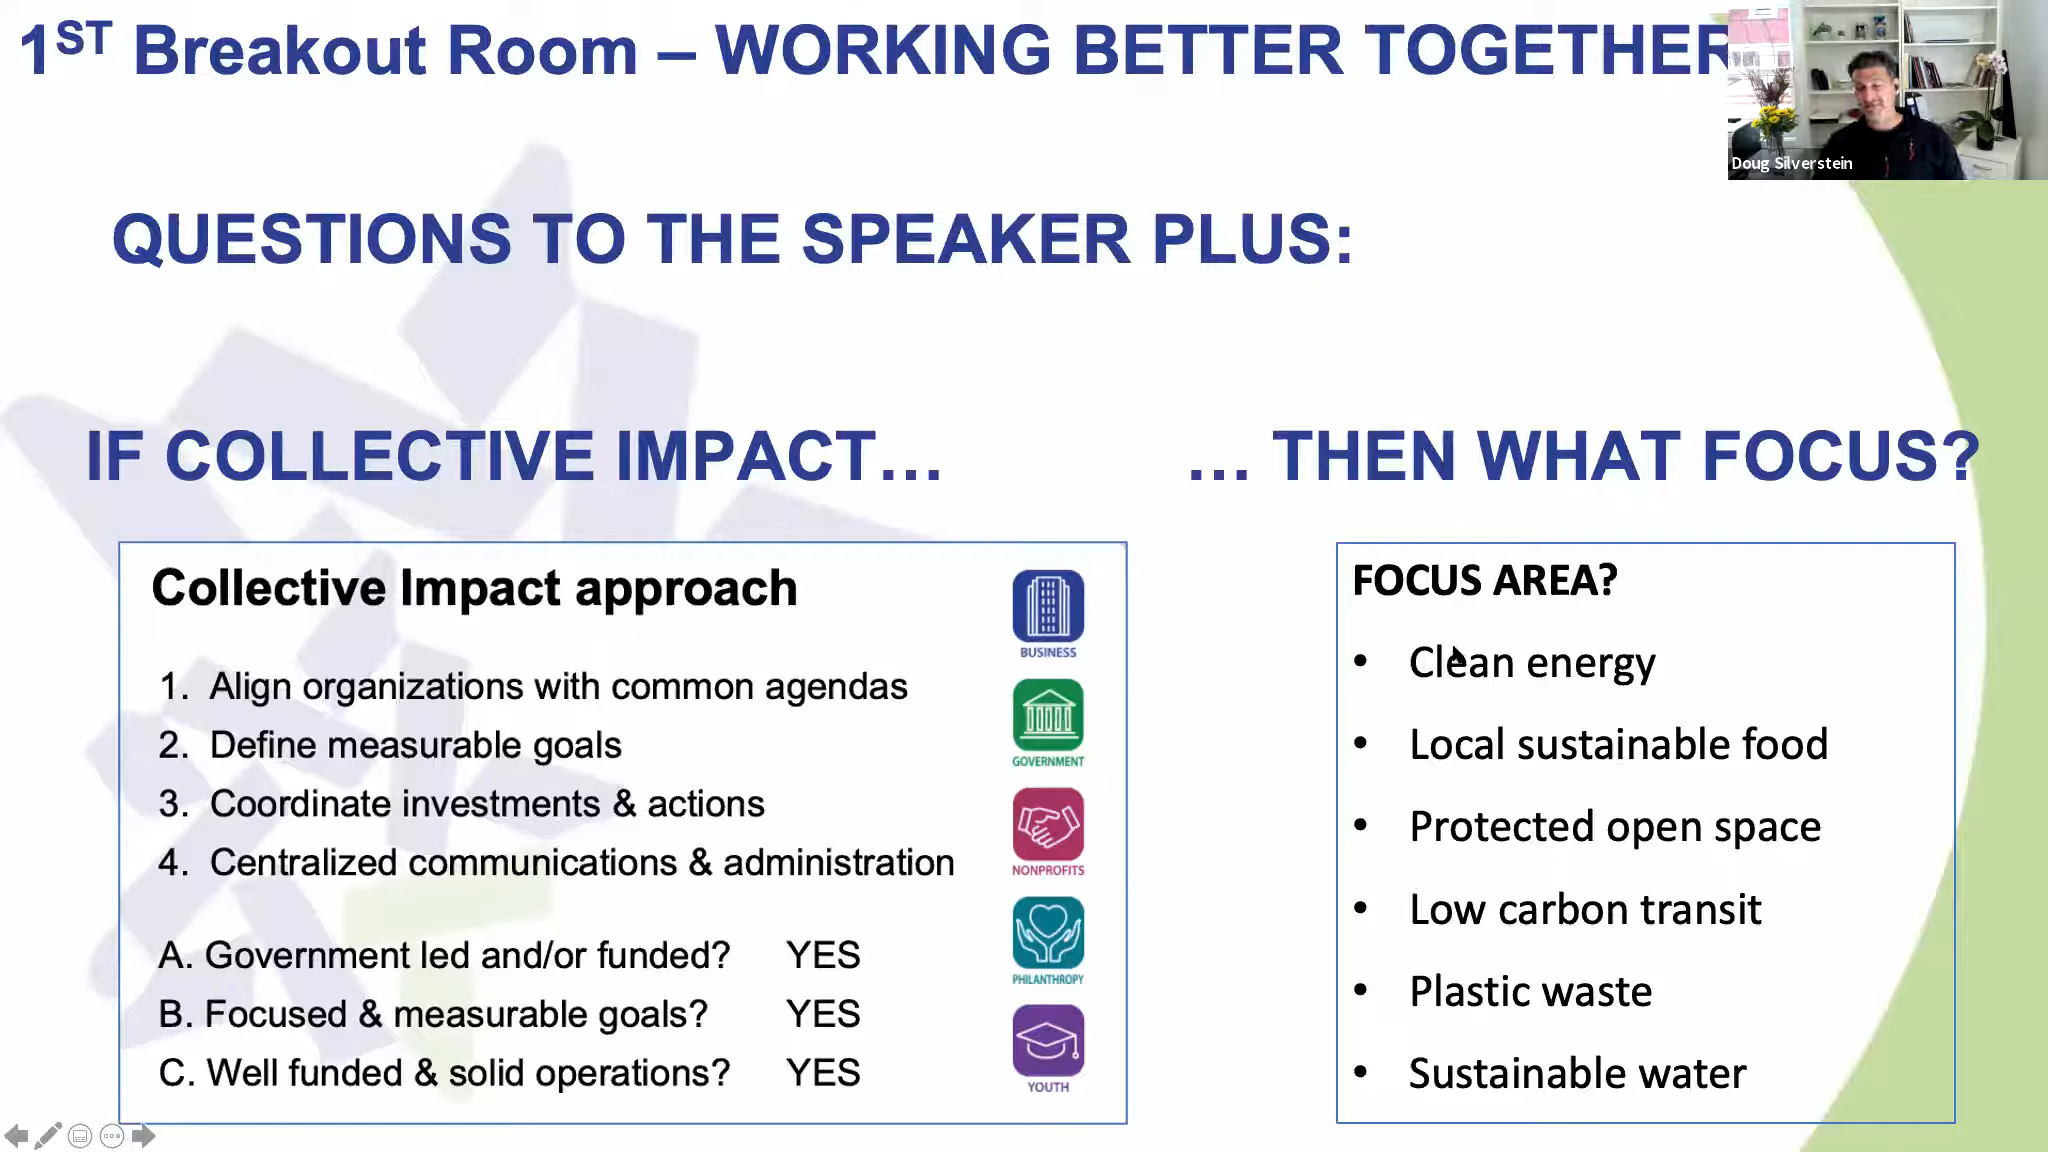 1ST Breakout Room – WORKING BETTER TOGETHER
Doug Silverstein
QUESTIONS TO THE SPEAKER PLUS:
IF COLLECTIVE IMPACT…
… THEN WHAT FOCUS?
Collective Impact approach
1. Align organizations with common agendas
2. Define measurable goals
3. Coordinate investments & actions
4. Centralized communications & administration
A. Government led and/or funded? YES
B. Focused & measurable goals? YES
C. Well funded & solid operations? YES
BUSINESS
GOVERNMENT
NONPROFITS
PHILANTHROPY
YOUTH
FOCUS AREA?
• Clean energy
• Local sustainable food
• Protected open space
• Low carbon transit
• Plastic waste
• Sustainable water